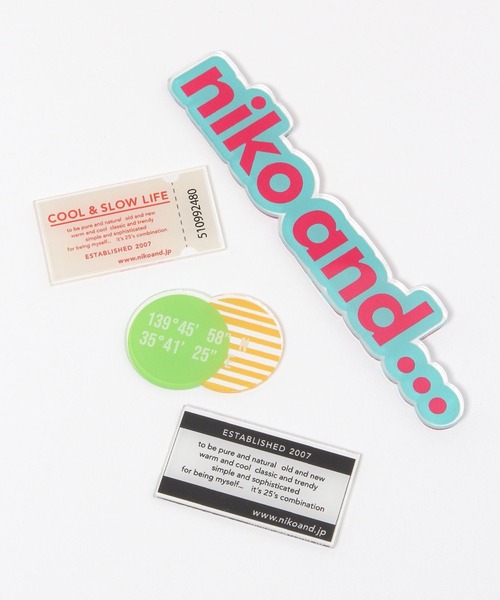 niko and...
COOL & SLOW LIFE
to be pure and natural old and new
warm and cool classic and trendy
simple and sophisticated
for being myself... it's 25's combination
ESTABLISHED 2007
www.nikoand.jp
510992480
139°45' 58" N
35°41' 25" E
ESTABLISHED 2007
to be pure and natural old and new
warm and cool classic and trendy
simple and sophisticated
for being myself... it's 25's combination
www.nikoand.jp